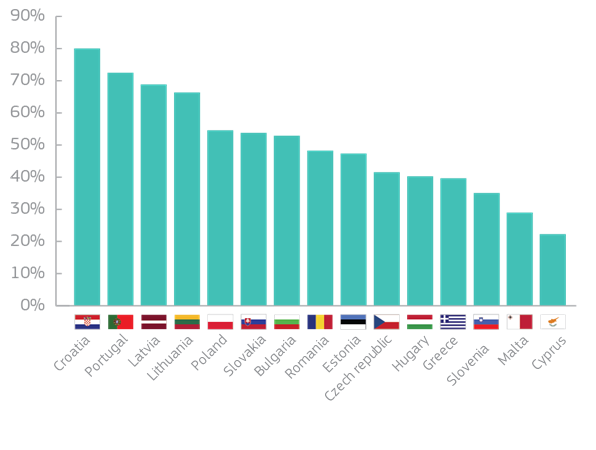 90%
80%
70%
60%
50%
40%
30%
20%
10%
0%
Croatia
Portugal
Latvia
Lithuania
Poland
Slovakia
Bulgaria
Romania
Estonia
Czech republic
Hugary
Greece
Slovenia
Malta
Cyprus